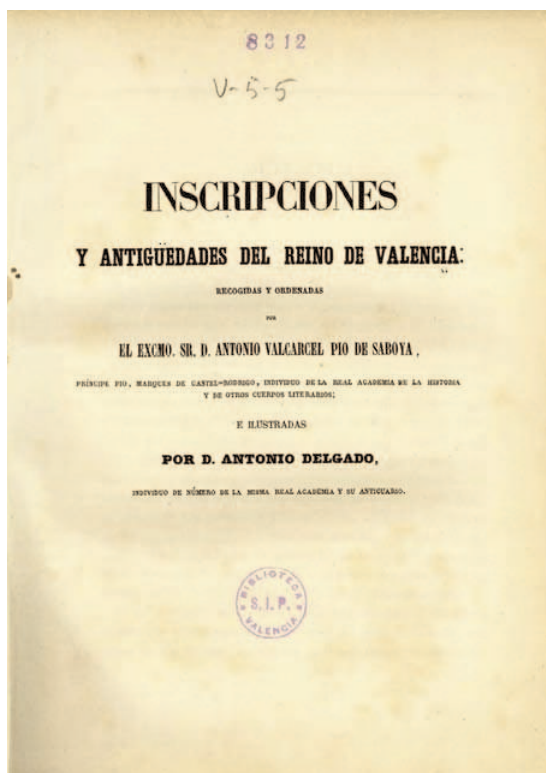 8312
V-5-5
INSCRIPCIONES
Y ANTIGÜEDADES DEL REINO DE VALENCIA:
RECOGIDAS Y ORDENADAS
POR
EL EXCMO. SR. D. ANTONIO VALCARCEL PIO DE SABOYA,
PRÍNCIPE PIO, MARQUES DE CASTEL-RODRIGO, INDIVIDUO DE LA REAL ACADEMIA DE LA HISTORIA
Y DE OTROS CUERPOS LITERARIOS;
E ILUSTRADAS
POR D. ANTONIO DELGADO,
INDIVIDUO DE NÚMERO DE LA MISMA REAL ACADEMIA Y SU ANTICUARIO.
BIBLIOTECA
S.I.P.
VALENCIA